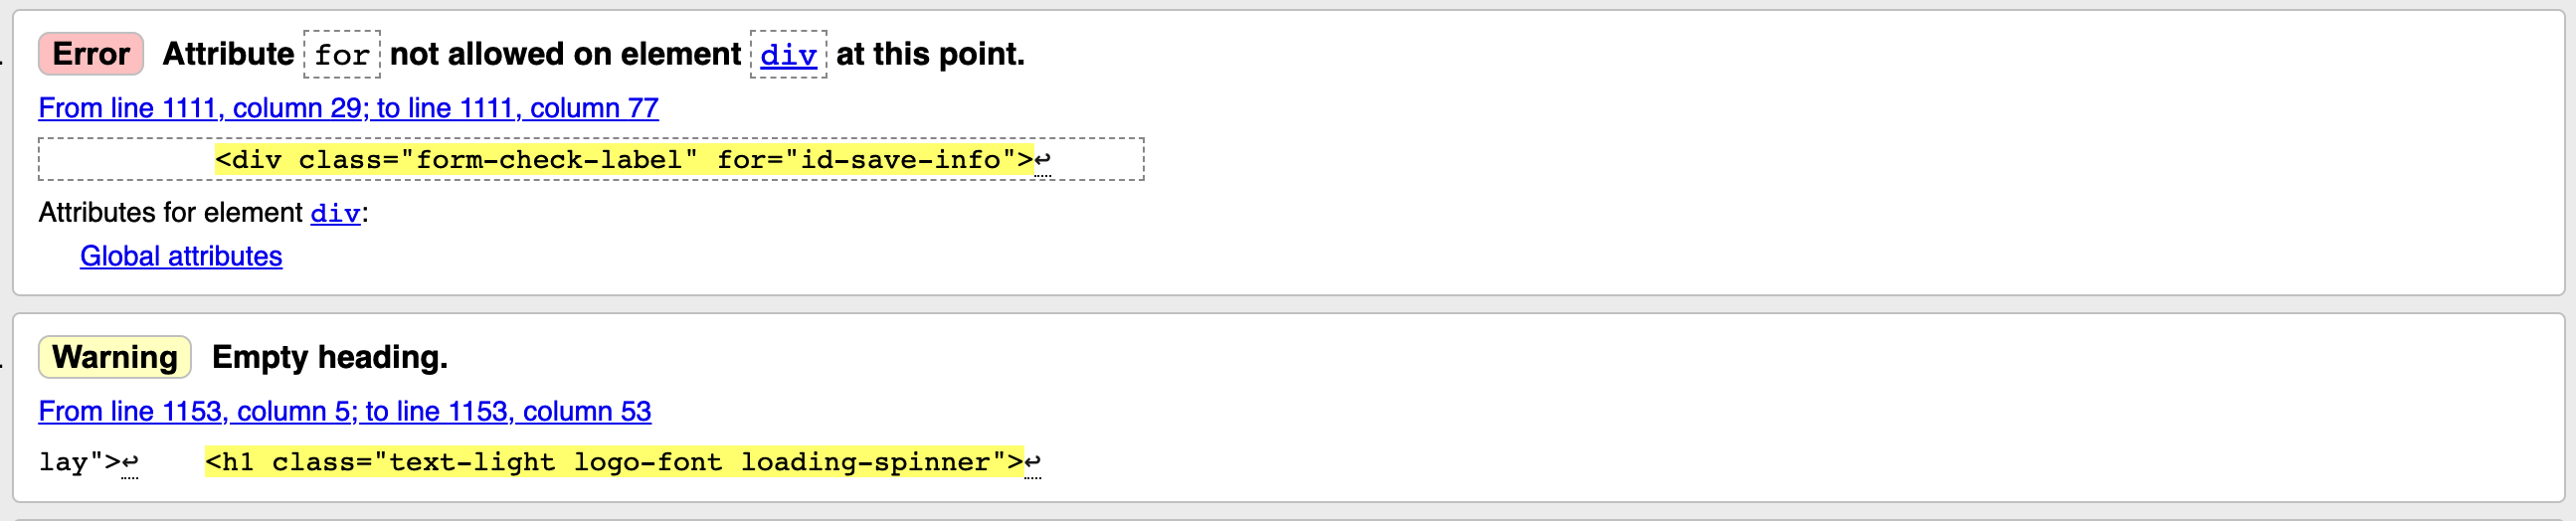 Error Attribute for not allowed on element div at this point.
From line 1111, column 29; to line 1111, column 77
<div class="form-check-label" for="id-save-info">↩
Attributes for element div:
Global attributes
Warning Empty heading.
From line 1153, column 5; to line 1153, column 53
lay">↩    <h1 class="text-light logo-font loading-spinner">↩